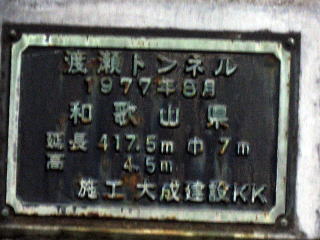 渡瀬トンネル
1977年8月
和歌山県
延長 417.5m 巾 7m
高 4.5m
施工 大成建設KK